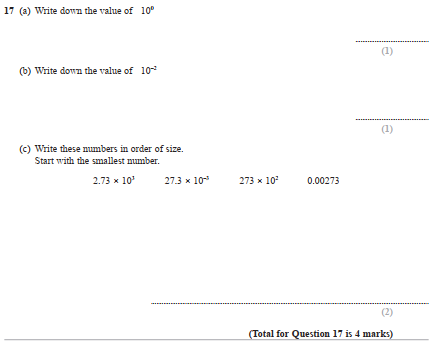 17 (a) Write down the value of 10⁰
(1)
(b) Write down the value of 10⁻²
(1)
(c) Write these numbers in order of size.
Start with the smallest number.
2.73 × 10³ 27.3 × 10⁻³ 273 × 10² 0.00273
(2)
(Total for Question 17 is 4 marks)